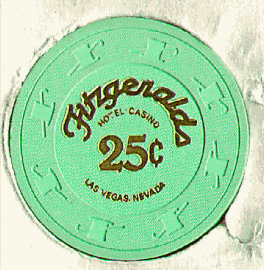 Fitzgeralds
HOTEL-CASINO
25¢
LAS VEGAS, NEVADA